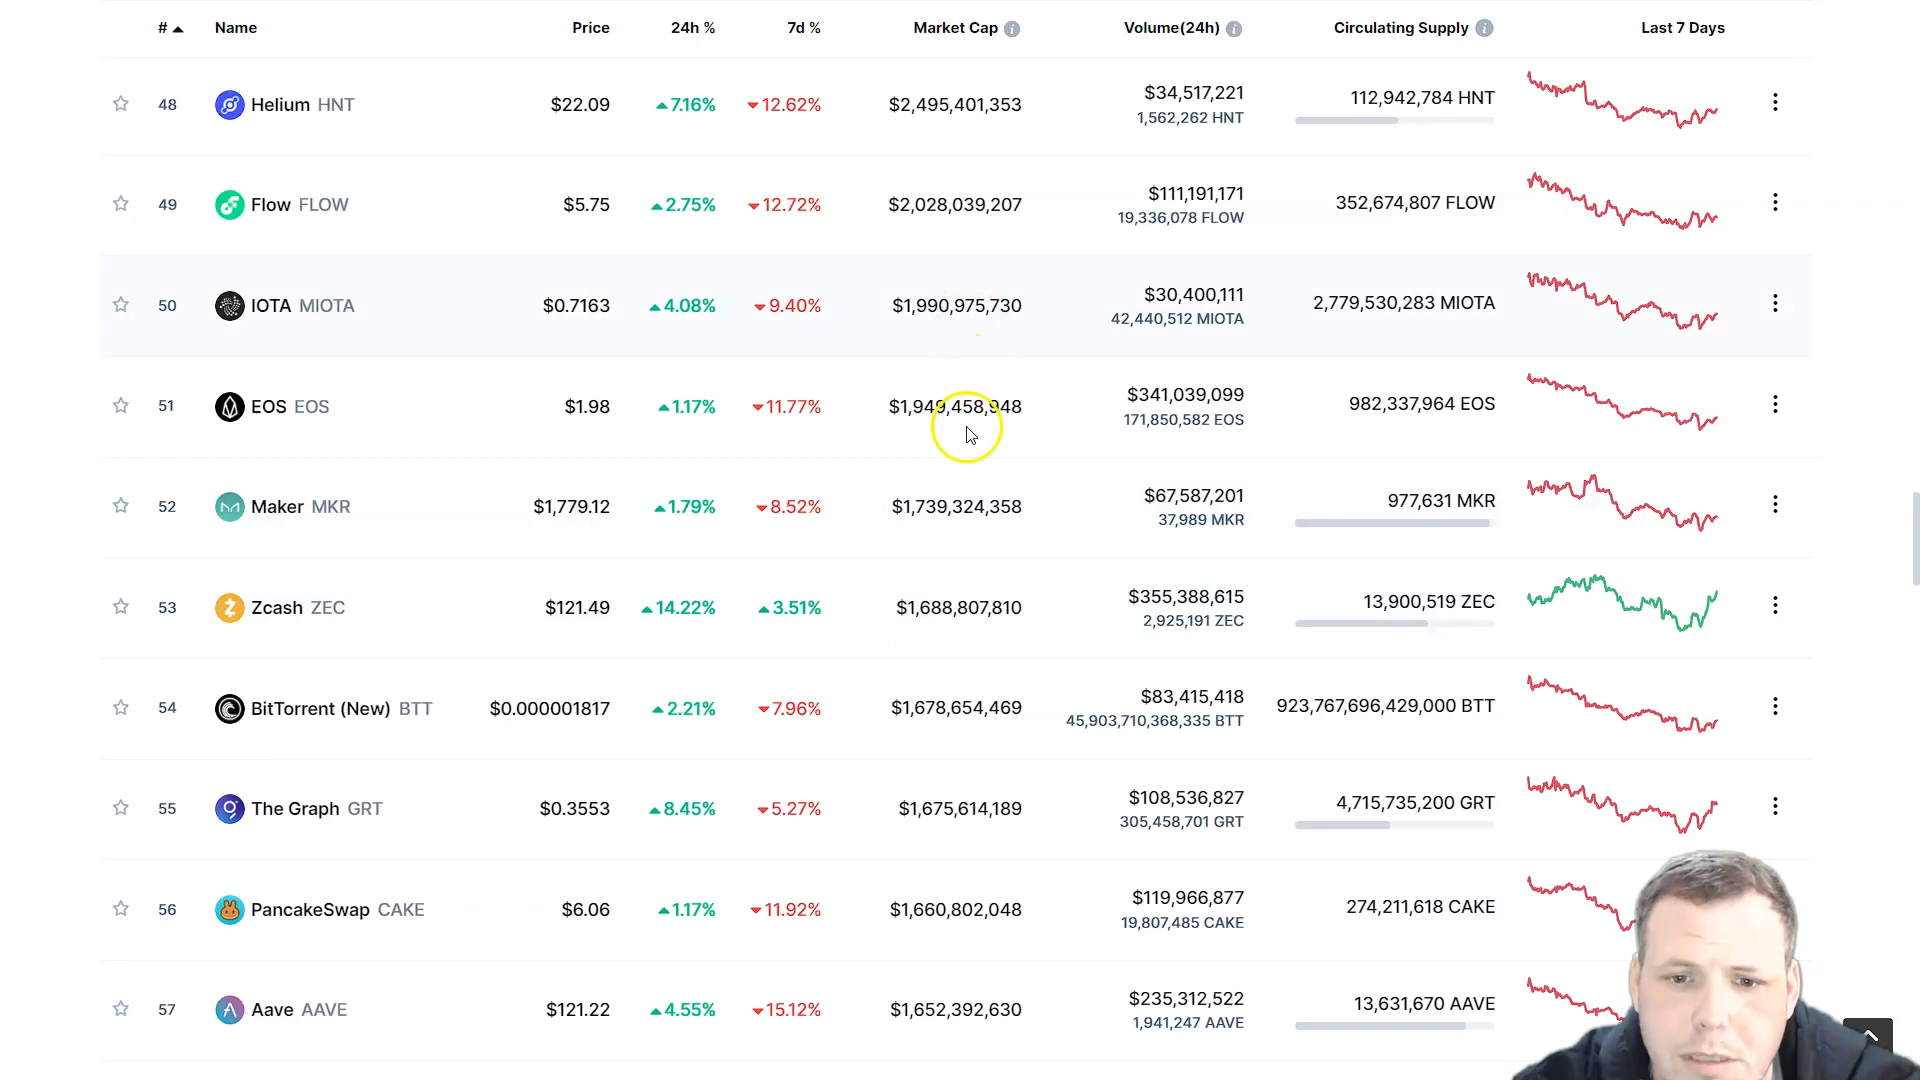 # Name Price 24h % 7d % Market Cap Volume(24h) Circulating Supply Last 7 Days
48 Helium HNT $22.09 7.16% 12.62% $2,495,401,353 $34,517,221 112,942,784 HNT
1,562,262 HNT
49 Flow FLOW $5.75 2.75% 12.72% $2,028,039,207 $111,191,171 352,674,807 FLOW
19,336,078 FLOW
50 IOTA MIOTA $0.7163 4.08% 9.40% $1,990,975,730 $30,400,111 2,779,530,283 MIOTA
42,440,512 MIOTA
51 EOS EOS $1.98 1.17% 11.77% $1,949,458,948 $341,039,099 982,337,964 EOS
171,850,582 EOS
52 Maker MKR $1,779.12 1.79% 8.52% $1,739,324,358 $67,587,201 977,631 MKR
37,989 MKR
53 Zcash ZEC $121.49 14.22% 3.51% $1,688,807,810 $355,388,615 13,900,519 ZEC
2,925,191 ZEC
54 BitTorrent (New) BTT $0.000001817 2.21% 7.96% $1,678,654,469 $83,415,418 923,767,696,429,000 BTT
45,903,710,368,335 BTT
55 The Graph GRT $0.3553 8.45% 5.27% $1,675,614,189 $108,536,827 4,715,735,200 GRT
305,458,701 GRT
56 PancakeSwap CAKE $6.06 1.17% 11.92% $1,660,802,048 $119,966,877 274,211,618 CAKE
19,807,485 CAKE
57 Aave AAVE $121.22 4.55% 15.12% $1,652,392,630 $235,312,522 13,631,670 AAVE
1,941,247 AAVE